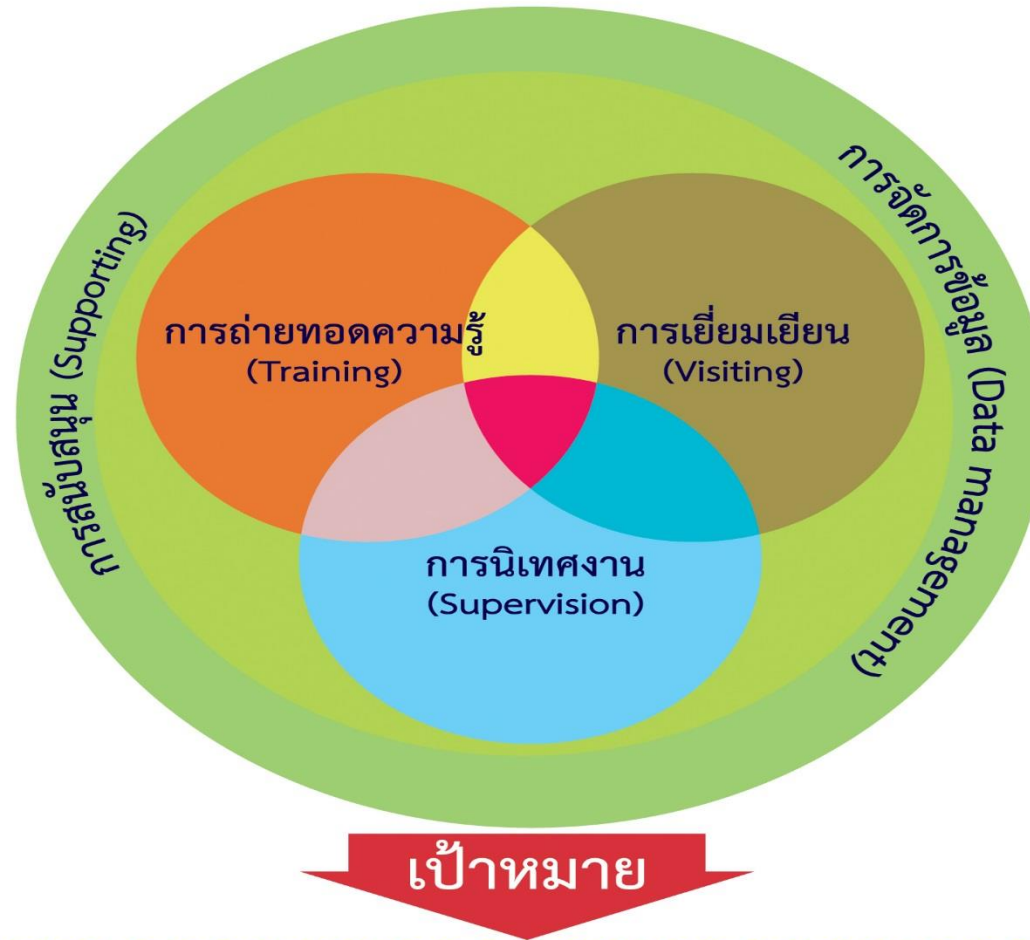 การสนับสนุน (Supporting)
การจัดการข้อมูล (Data management)
การถ่ายทอดความรู้
(Training)
การเยี่ยมเยียน
(Visiting)
การนิเทศงาน
(Supervision)
เป้าหมาย